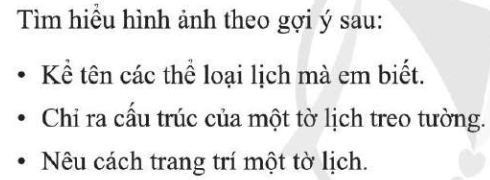 Tìm hiểu hình ảnh theo gợi ý sau:
• Kể tên các thể loại lịch mà em biết.
• Chỉ ra cấu trúc của một tờ lịch treo tường.
• Nêu cách trang trí một tờ lịch.